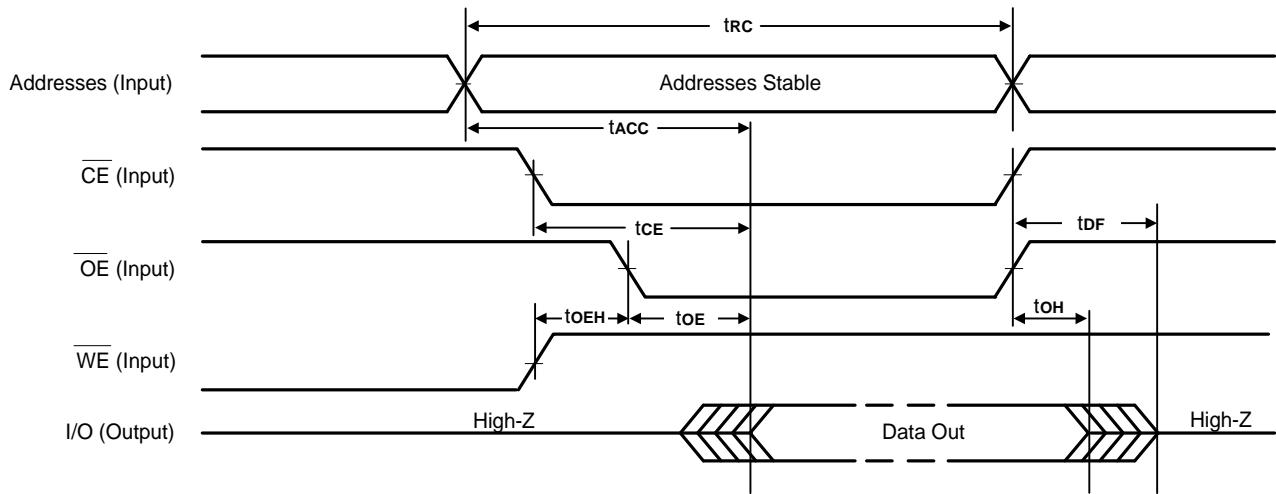 tRC
Addresses (Input)
Addresses Stable
tACC
CE (Input)
tCE
tDF
OE (Input)
tOEH
tOE
tOH
WE (Input)
High-Z
High-Z
I/O (Output)
Data Out